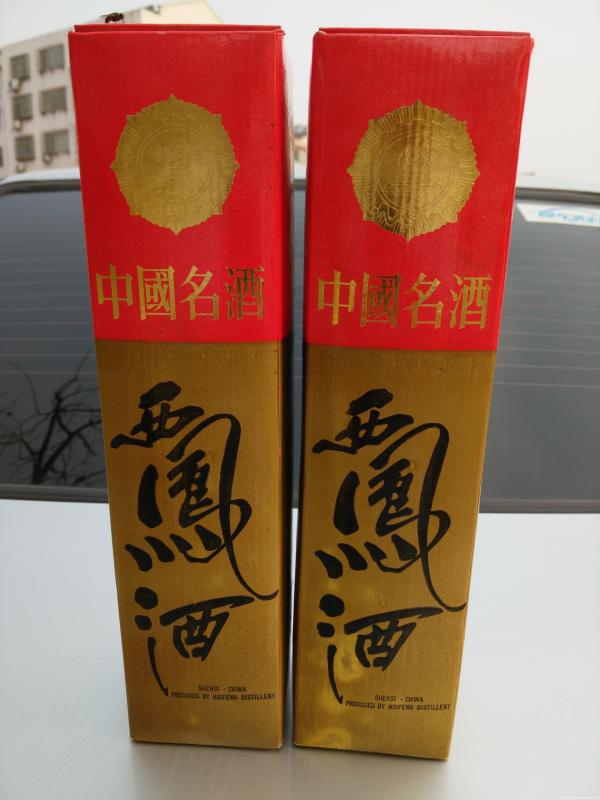 中國名酒
西鳳酒
SHENSI · CHINA
PRODUCED BY HSIFENG DISTILLERY
中國名酒
西鳳酒
SHENSI · CHINA
PRODUCED BY HSIFENG DISTILLERY